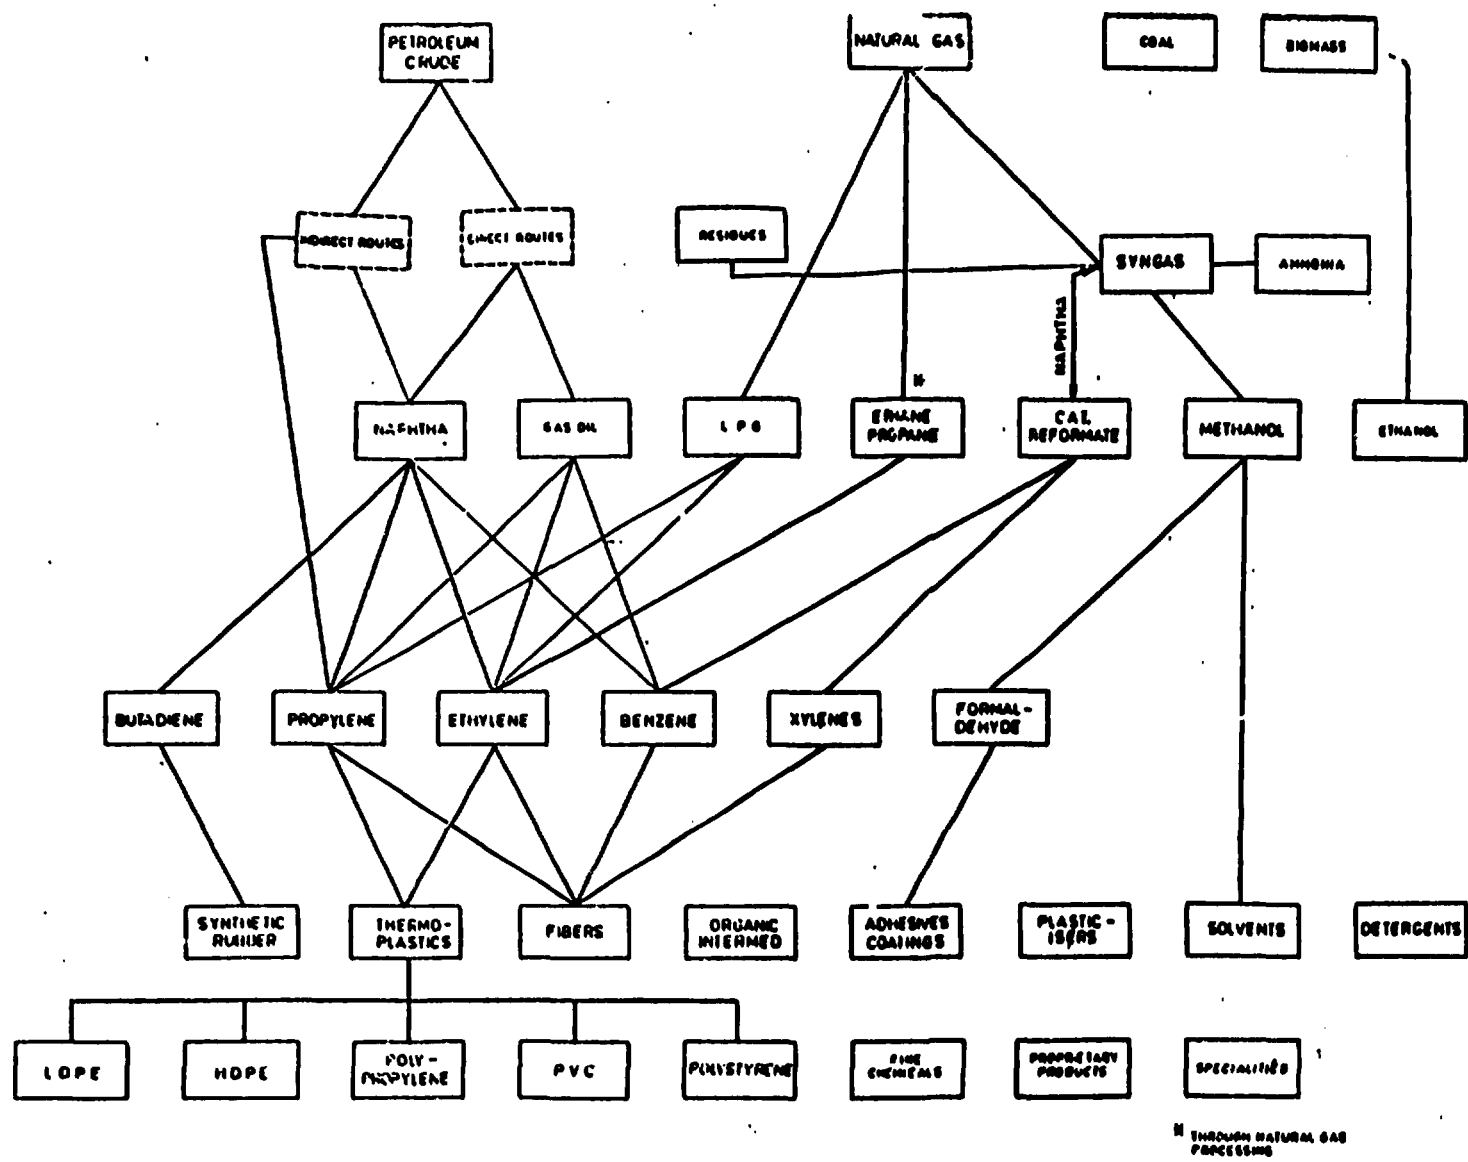 PETROLEUM
CRUDE
NATURAL GAS
COAL
BIOMASS
INDIRECT ROUTES
DIRECT ROUTES
RESIDUES
SYNGAS
AMMONIA
NAPHTHA
NAPHTHA
GAS OIL
L P G
ETHANE
PROPANE
CAT.
REFORMATE
METHANOL
ETHANOL
BUTADIENE
PROPYLENE
ETHYLENE
BENZENE
XYLENES
FORMAL-
DEHYDE
SYNTHETIC
RUBBER
THERMO-
PLASTICS
FIBERS
ORGANIC
INTERMED
ADHESIVES
COATINGS
PLASTIC-
ISERS
SOLVENTS
DETERGENTS
LDPE
HDPE
POLY-
PROPYLENE
PVC
POLYSTYRENE
FINE
CHEMICALS
PROPRIETARY
PRODUCTS
SPECIALITIES
* THROUGH NATURAL GAS
PROCESSING